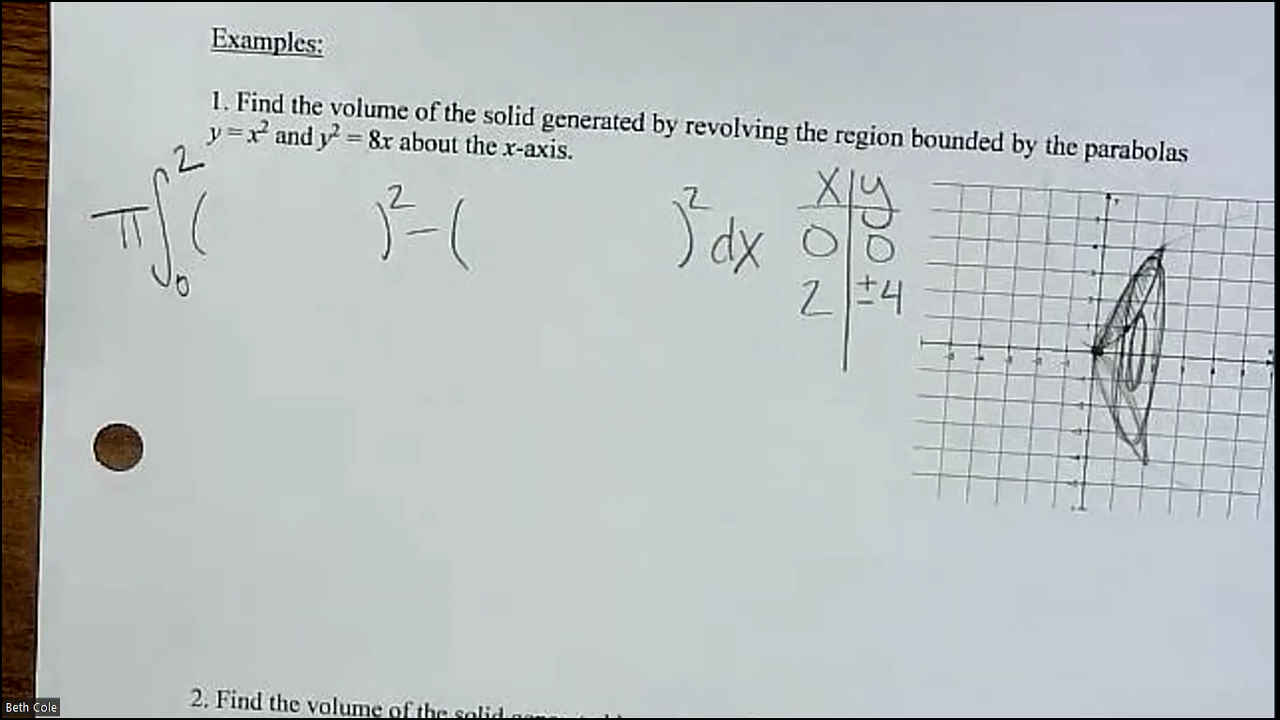 Examples:
1. Find the volume of the solid generated by revolving the region bounded by the parabolas
y = x² and y² = 8x about the x-axis.
π∫₀² (        )² − (        )² dx
x | y
0 | 0
2 | ±4
2. Find the volume of the solid
Beth Cole